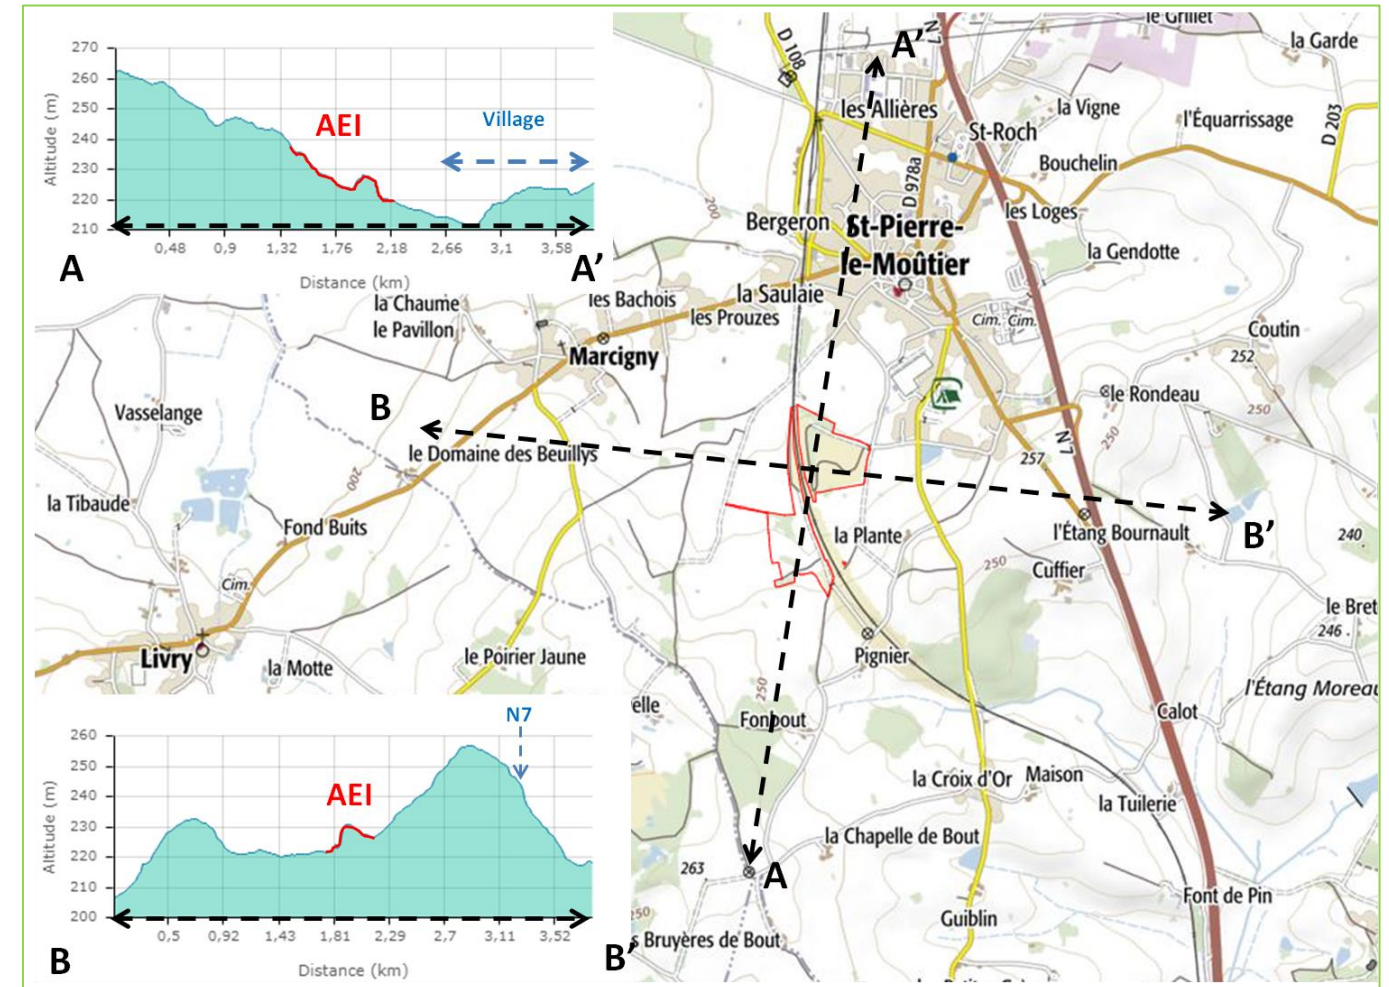 270
260
250
240
230
220
210
Altitude (m)
AEI
Village
0,48 0,9 1,32 1,76 2,18 2,66 3,1 3,58
Distance (km)
A
A’
le Grillet
la Garde
D 108
N 7
A’
les Allières
la Vigne
l'Équarrissage
D 203
St-Roch
Bouchelin
D 978a
200
les Loges
Bergeron
St-Pierre-
le-Moûtier
la Gendotte
la Chaume
le Pavillon
les Bachois
la Saulaie
les Prouzes
Cim. Cim.
Coutin
252
Marcigny
le Rondeau
250
Vasselange
B
250
N 7
le Domaine des Beuillys
257
200
la Tibaude
Fond Buits
la Plante
l'Étang Bournault
B’
240
250
Cuffier
Cim.
le Bret
246 .
Livry
la Motte
le Poirier Jaune
Pignier
250
l'Étang Moreau
elle
Fonbout
Calot
N7
260
250
240
230
220
210
200
Altitude (m)
AEI
0,5 0,92 1,43 1,81 2,29 2,7 3,11 3,52
Distance (km)
B
B’
la Croix d'Or
Maison
la Tuilerie
la Chapelle de Bout
263
A
Font de Pin
250
Guiblin
s Bruyères de Bout